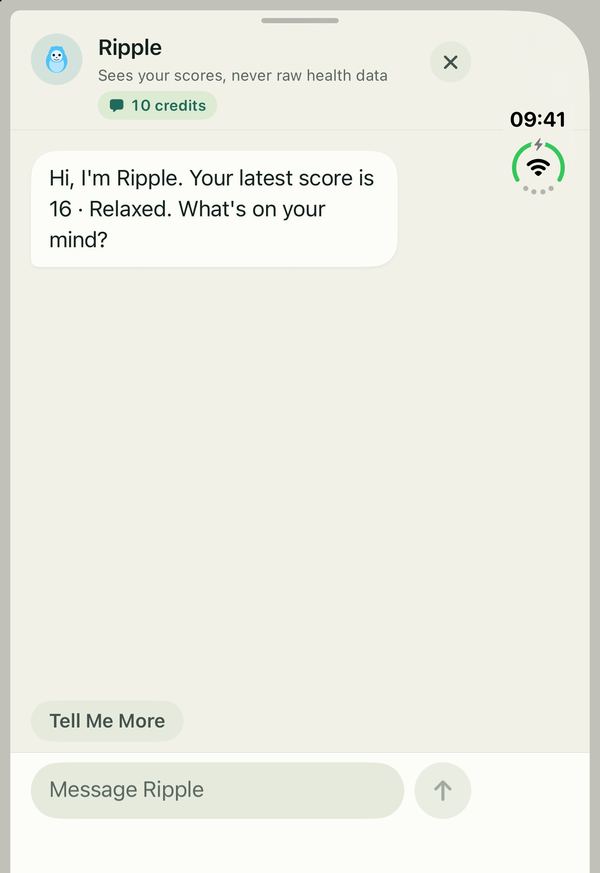 Ripple
Sees your scores, never raw health data
10 credits
09:41
Hi, I'm Ripple. Your latest score is
16 · Relaxed. What's on your
mind?
Tell Me More
Message Ripple